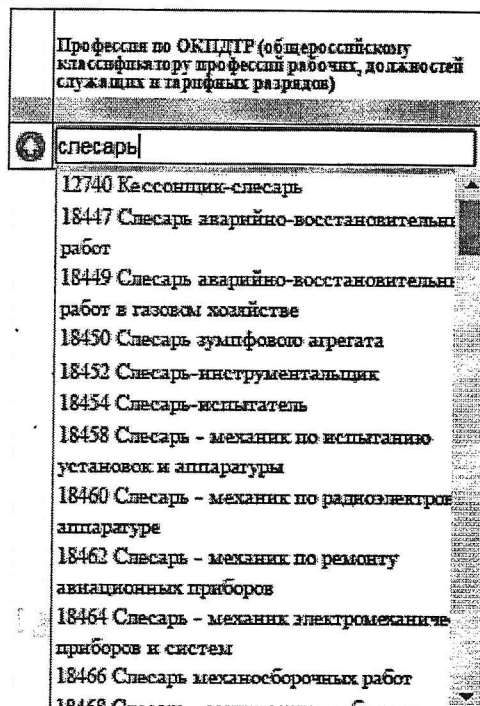 Профессия по ОКПДТР (общероссийскому
классификатору профессий рабочих, должностей
служащих и тарифных разрядов)
слесарь
12740 Кессонщик-слесарь
18447 Слесарь аварийно-восстановительн
работ
18449 Слесарь аварийно-восстановительн
работ в газовом хозяйстве
18450 Слесарь зумпфового агрегата
18452 Слесарь-инструментальщик
18454 Слесарь-испытатель
18458 Слесарь - механик по испытанию
установок и аппаратуры
18460 Слесарь - механик по радиоэлектрон
аппаратуре
18462 Слесарь - механик по ремонту
авиационных приборов
18464 Слесарь - механик электромеханиче
приборов и систем
18466 Слесарь механосборочных работ
18468 Слесарь